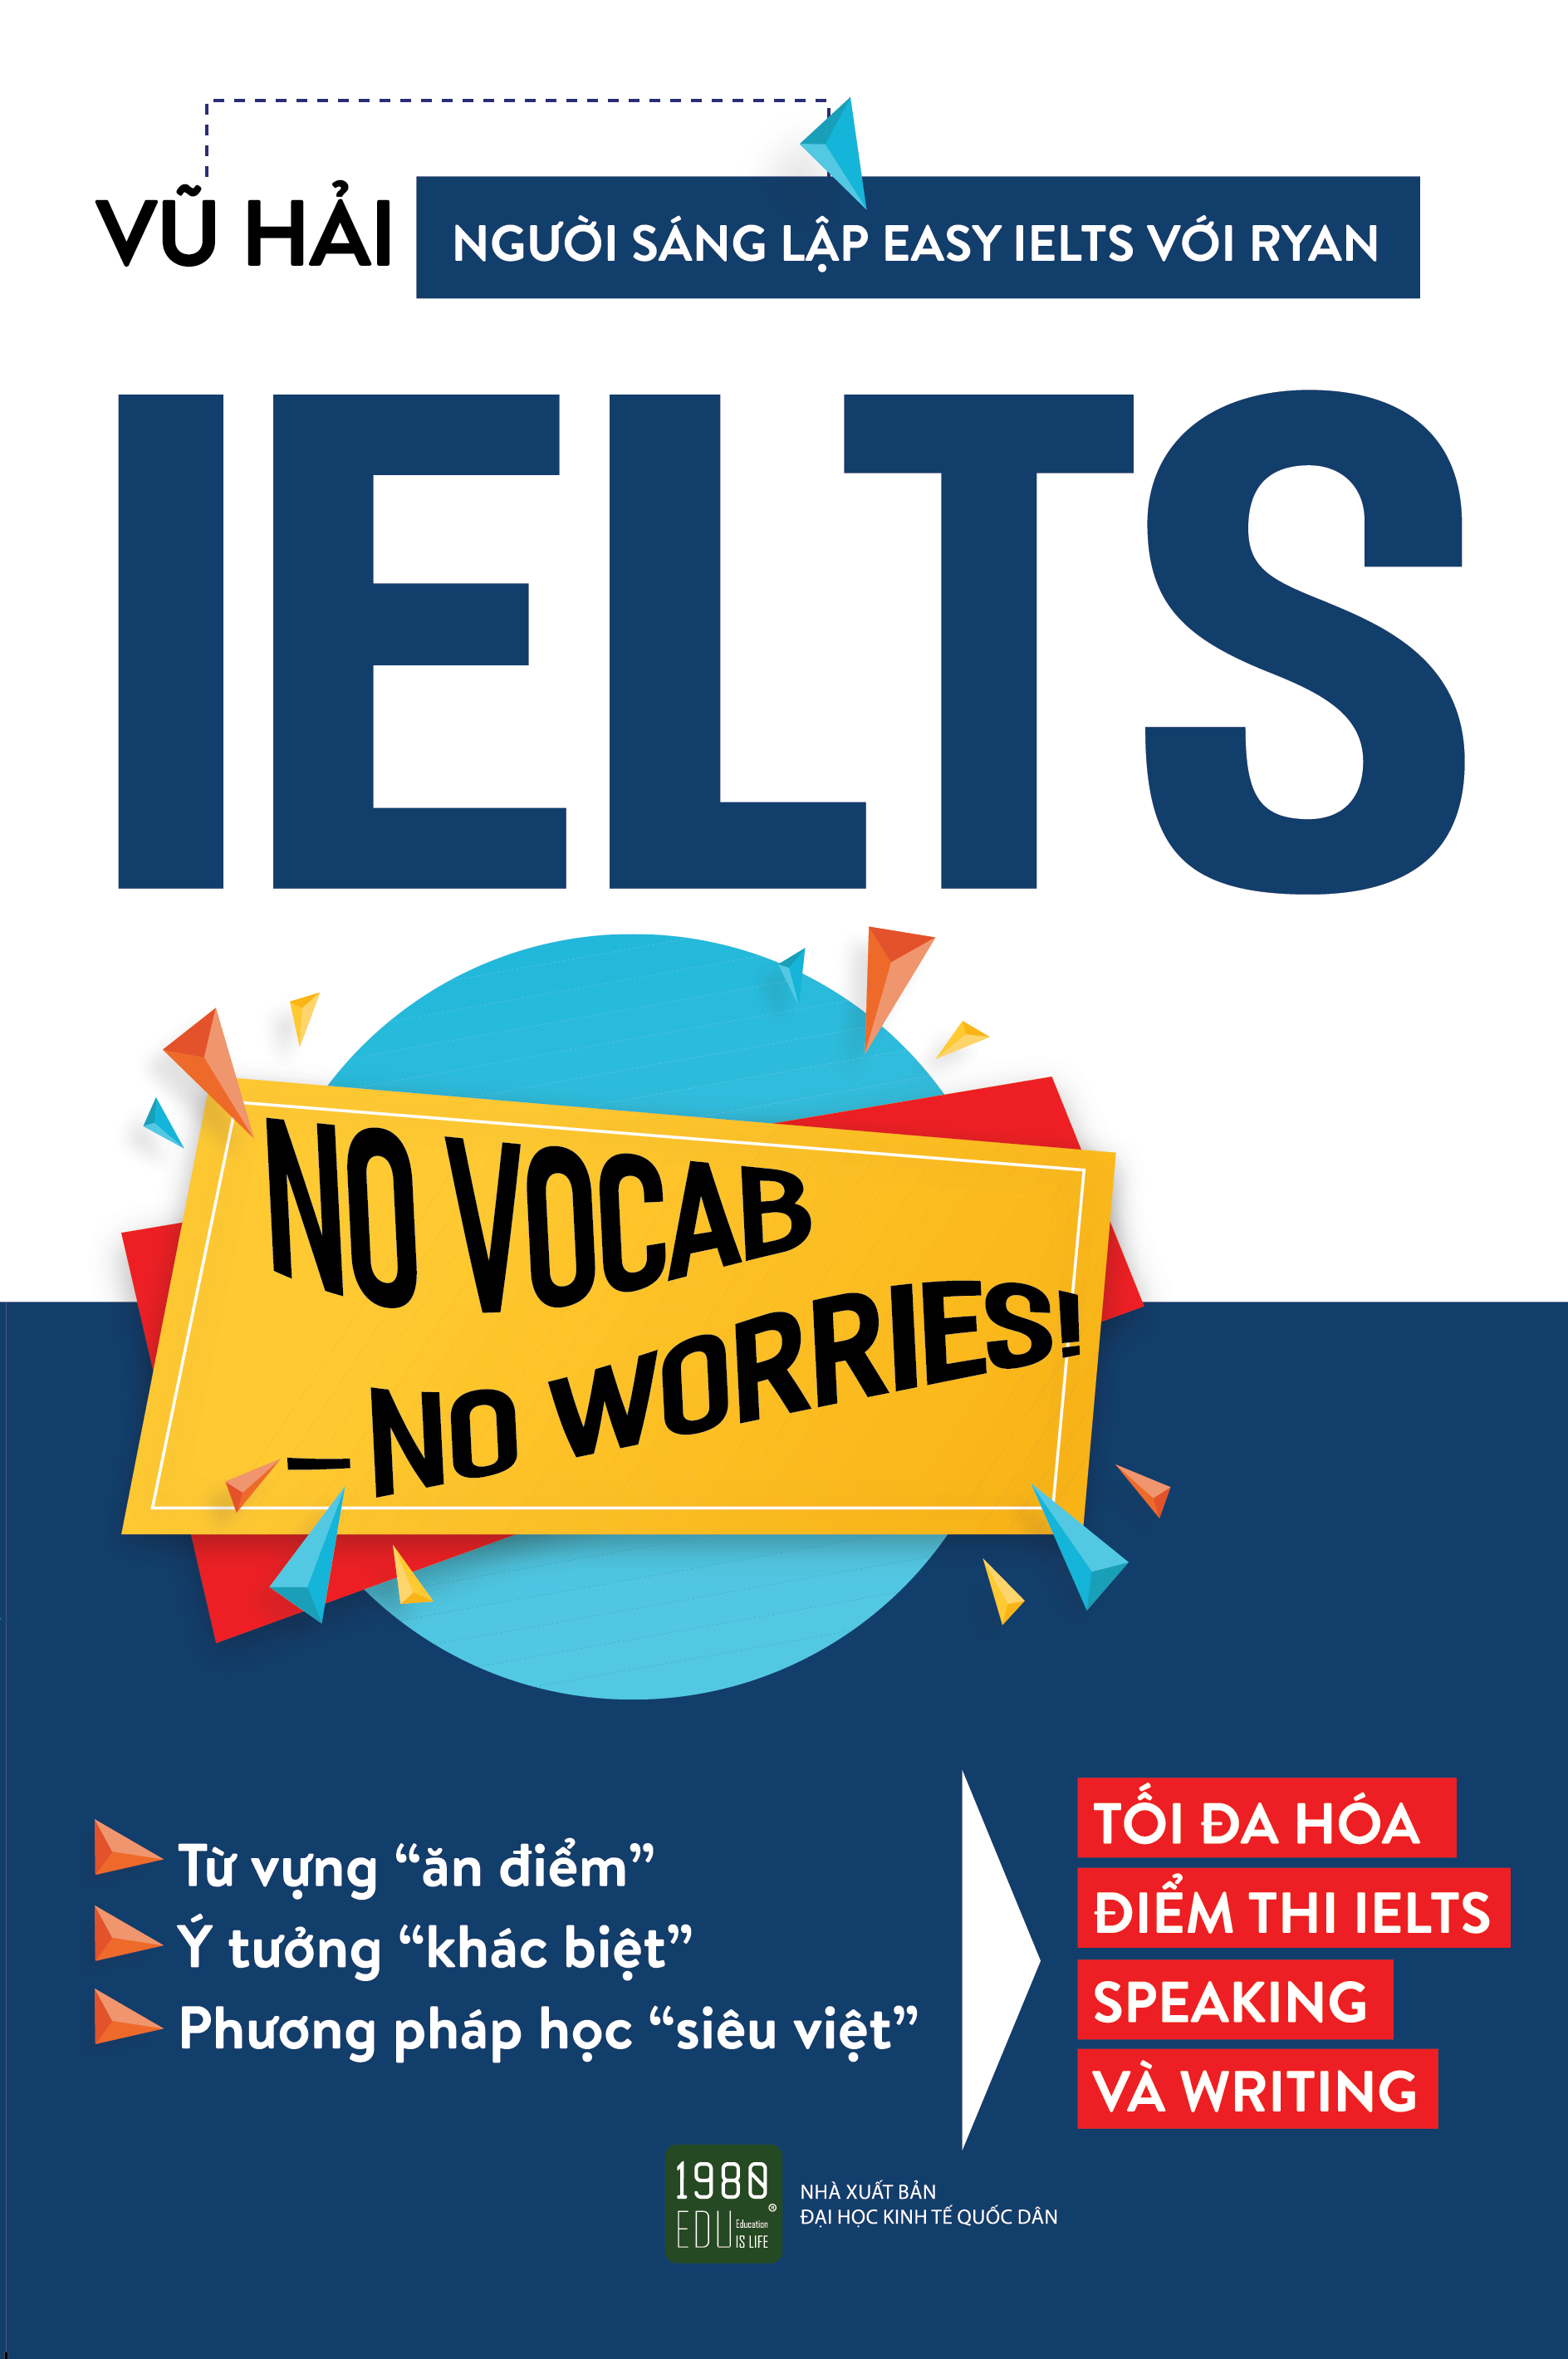 VŨ HẢI
NGƯỜI SÁNG LẬP EASY IELTS VỚI RYAN
IELTS
NO VOCAB
_NO WORRIES!
Từ vựng “ăn điểm”
Ý tưởng “khác biệt”
Phương pháp học “siêu việt”
TỐI ĐA HÓA
ĐIỂM THI IELTS
SPEAKING
VÀ WRITING
1980
EDU Education
IS LIFE
®
NHÀ XUẤT BẢN
ĐẠI HỌC KINH TẾ QUỐC DÂN